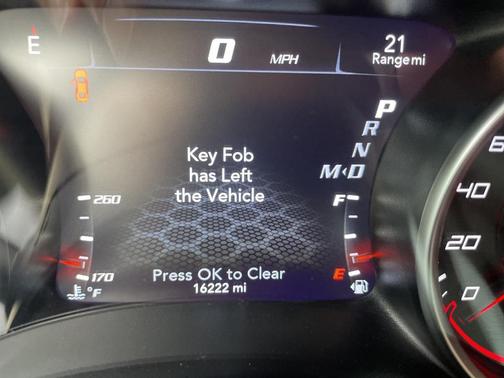 E 0 MPH 21
Range mi
P
R
N
M<D
Key Fob
has Left
the Vehicle
260 F
170 E
Press OK to Clear
°F 16222 mi
60
40
20
0